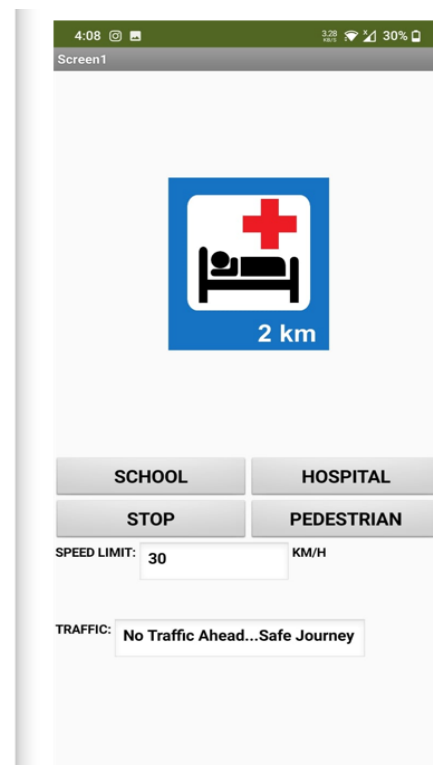 4:08 3.28 KB/S 30%
Screen1
2 km
SCHOOL HOSPITAL
STOP PEDESTRIAN
SPEED LIMIT: 30 KM/H
TRAFFIC: No Traffic Ahead...Safe Journey